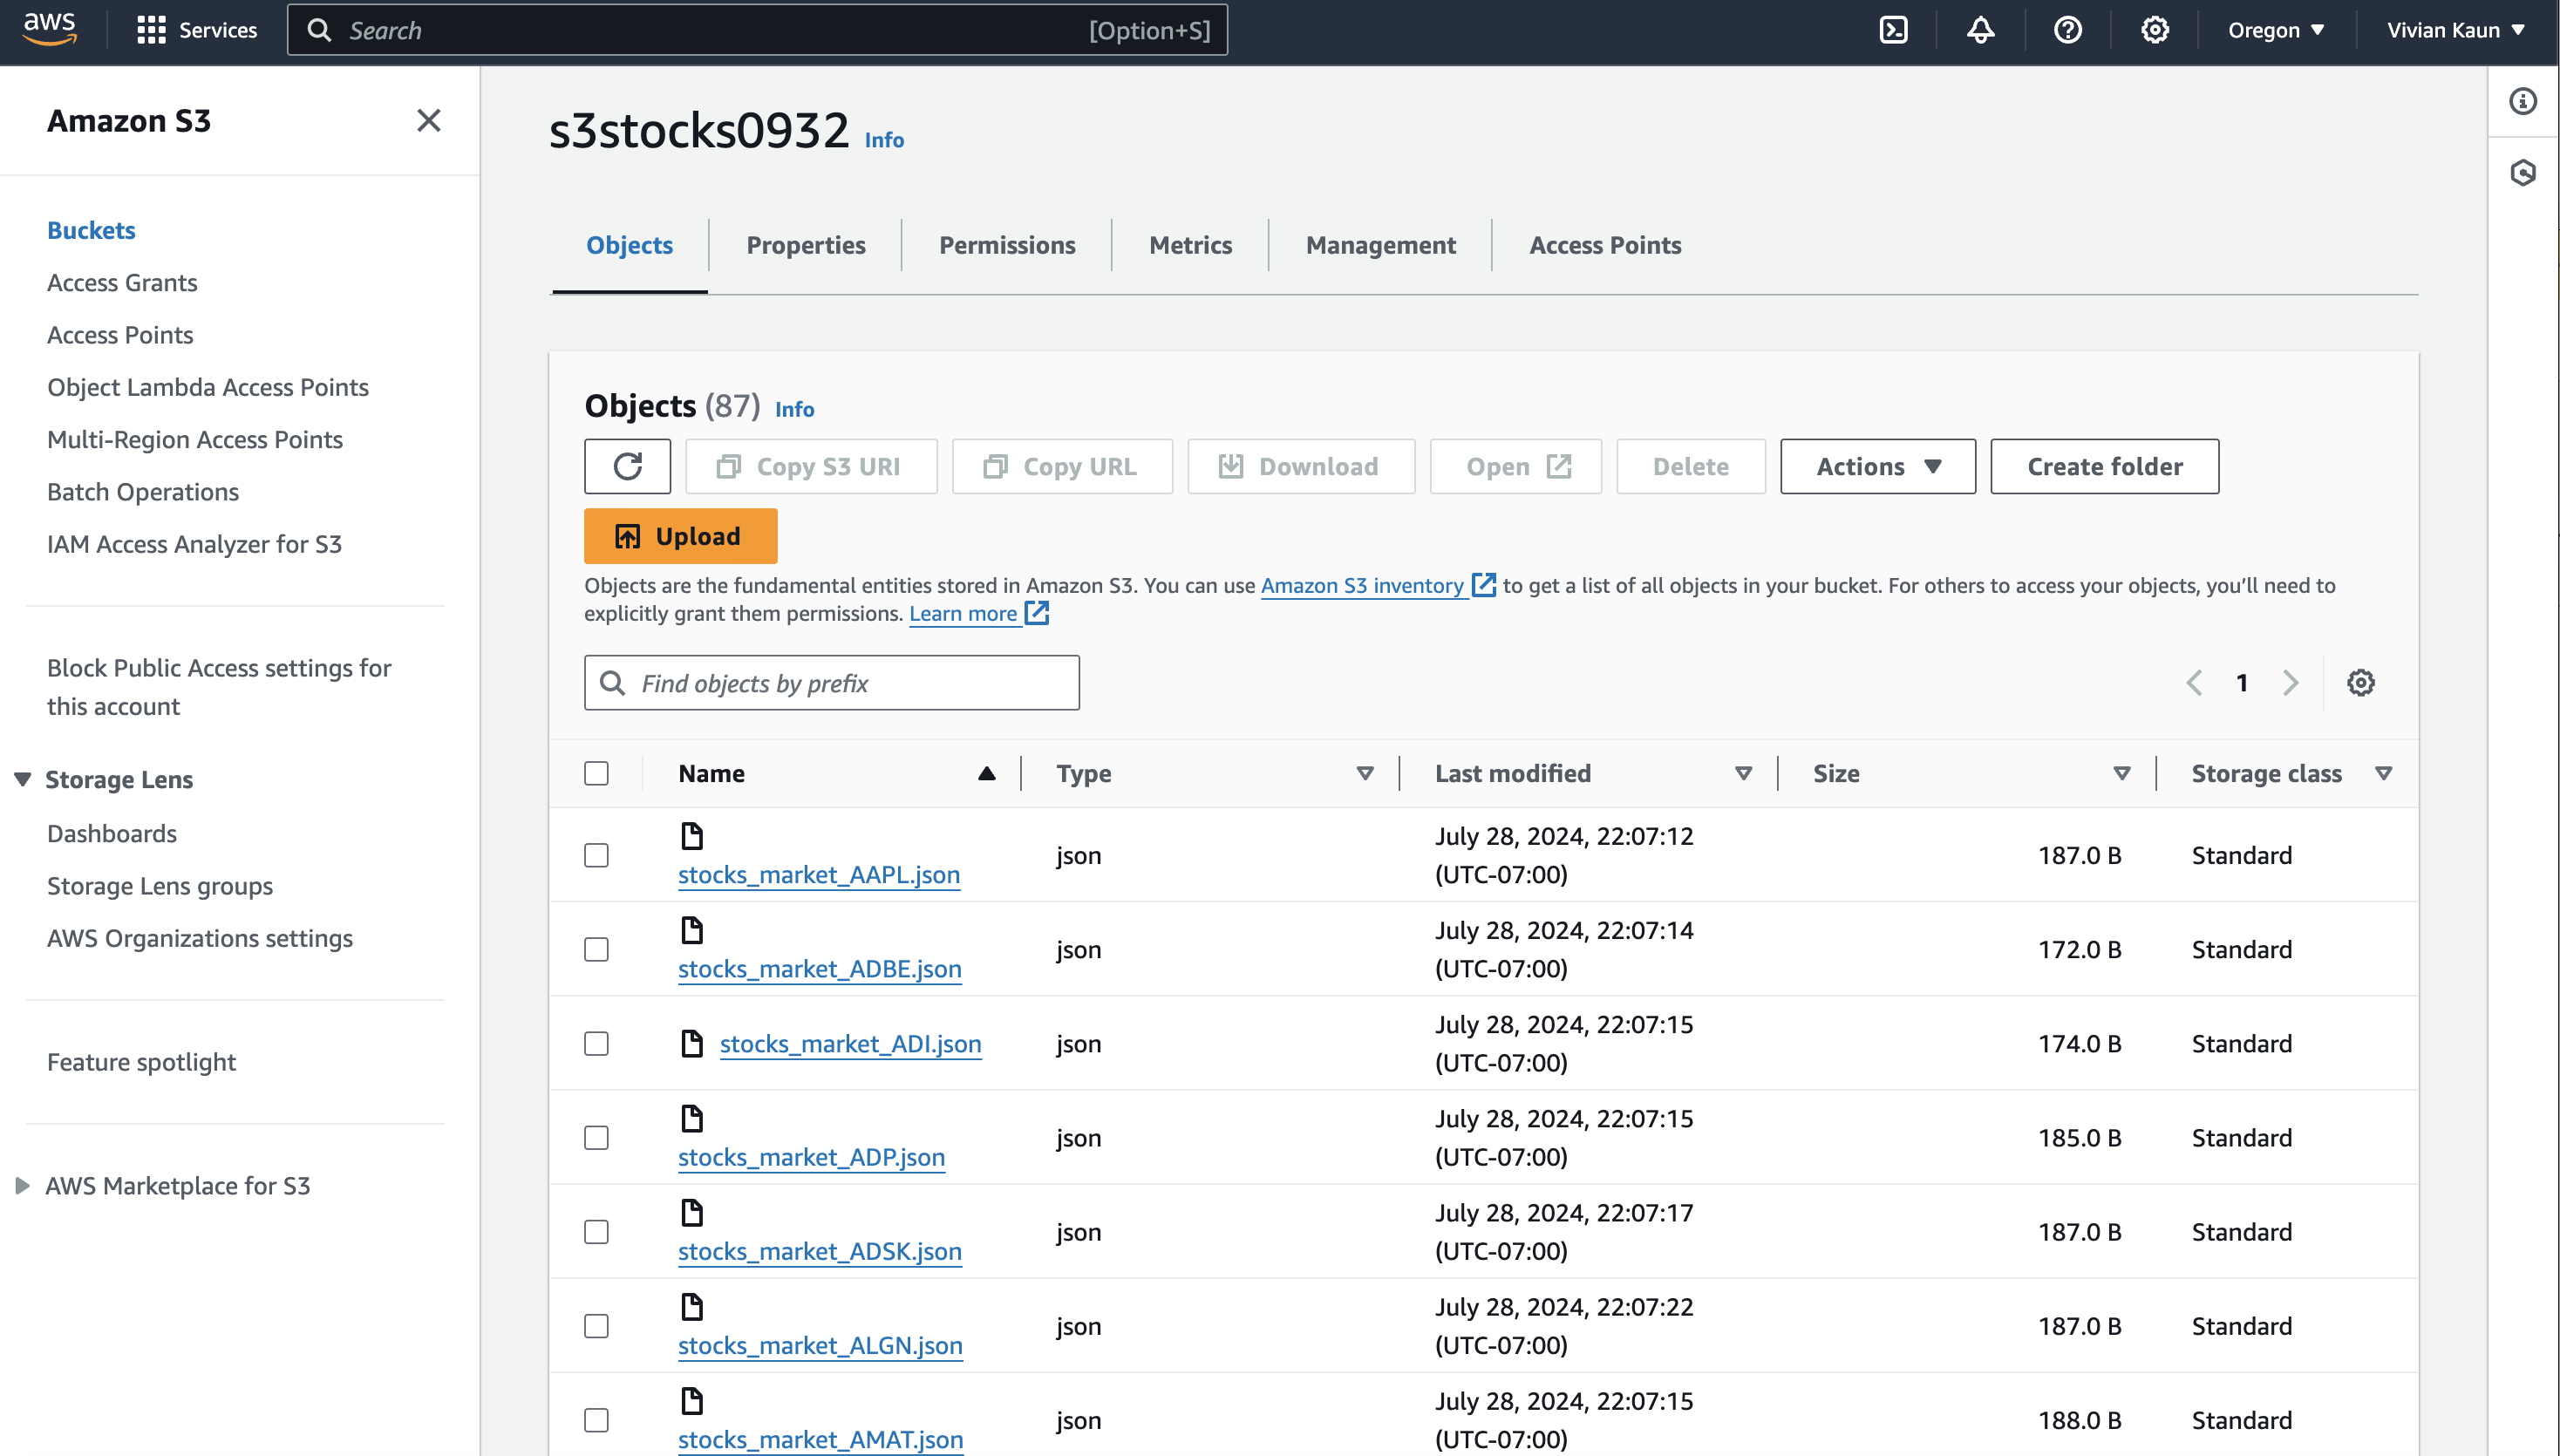 aws
Services
Search
[Option+S]
Oregon
Vivian Kaun
Amazon S3
Buckets
Access Grants
Access Points
Object Lambda Access Points
Multi-Region Access Points
Batch Operations
IAM Access Analyzer for S3
Block Public Access settings for
this account
Storage Lens
Dashboards
Storage Lens groups
AWS Organizations settings
Feature spotlight
AWS Marketplace for S3
s3stocks0932 Info
Objects Properties Permissions Metrics Management Access Points
Objects (87) Info
Copy S3 URI Copy URL Download Open Delete Actions Create folder
Upload
Objects are the fundamental entities stored in Amazon S3. You can use Amazon S3 inventory to get a list of all objects in your bucket. For others to access your objects, you’ll need to
explicitly grant them permissions. Learn more
Find objects by prefix
1
Name Type Last modified Size Storage class
stocks_market_AAPL.json json July 28, 2024, 22:07:12 (UTC-07:00) 187.0 B Standard
stocks_market_ADBE.json json July 28, 2024, 22:07:14 (UTC-07:00) 172.0 B Standard
stocks_market_ADI.json json July 28, 2024, 22:07:15 (UTC-07:00) 174.0 B Standard
stocks_market_ADP.json json July 28, 2024, 22:07:15 (UTC-07:00) 185.0 B Standard
stocks_market_ADSK.json json July 28, 2024, 22:07:17 (UTC-07:00) 187.0 B Standard
stocks_market_ALGN.json json July 28, 2024, 22:07:22 (UTC-07:00) 187.0 B Standard
stocks_market_AMAT.json json July 28, 2024, 22:07:15 (UTC-07:00) 188.0 B Standard